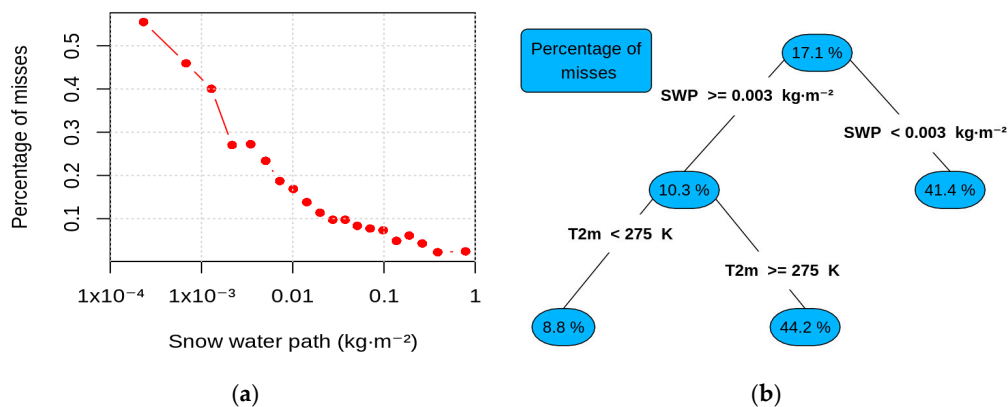 Percentage of misses
0.5
0.4
0.3
0.2
0.1
1x10⁻⁴ 1x10⁻³ 0.01 0.1 1
Snow water path (kg·m⁻²)
(a)
Percentage of
misses
17.1 %
SWP >= 0.003 kg·m⁻²
SWP < 0.003 kg·m⁻²
10.3 %
41.4 %
T2m < 275 K
T2m >= 275 K
8.8 %
44.2 %
(b)